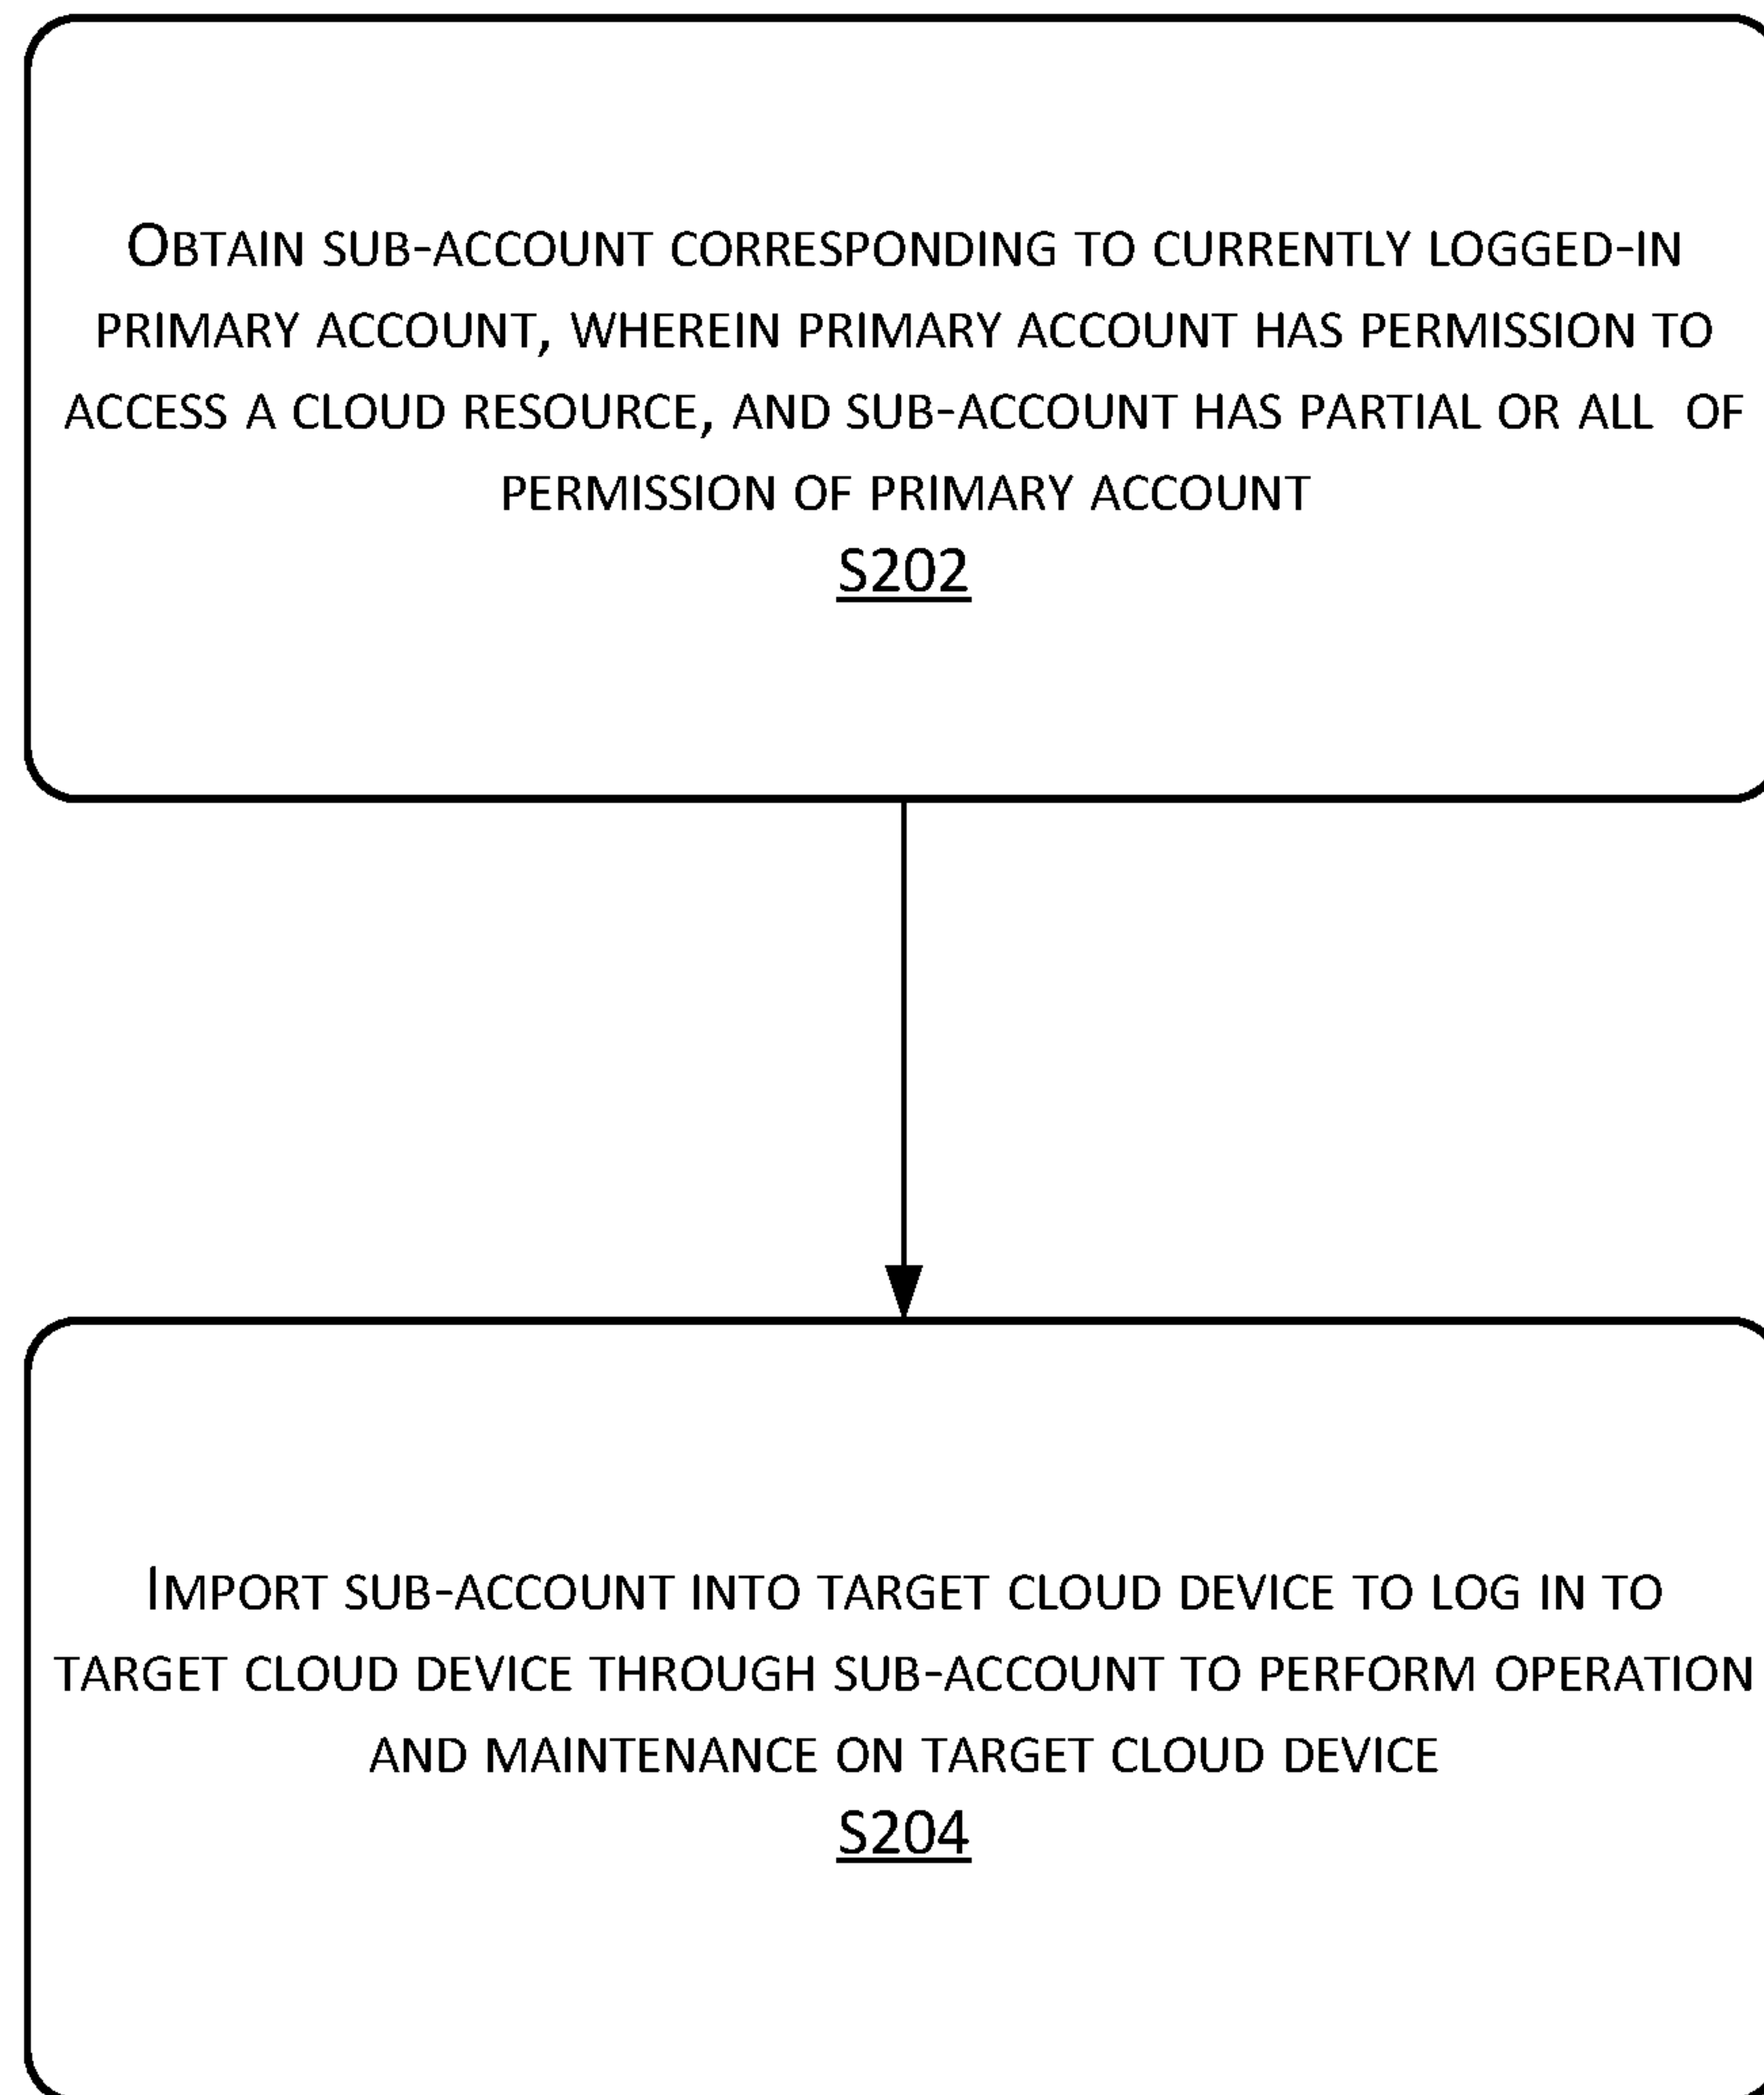 Obtain sub-account corresponding to currently logged-in
primary account, wherein primary account has permission to
access a cloud resource, and sub-account has partial or all of
permission of primary account
S202
Import sub-account into target cloud device to log in to
target cloud device through sub-account to perform operation
and maintenance on target cloud device
S204